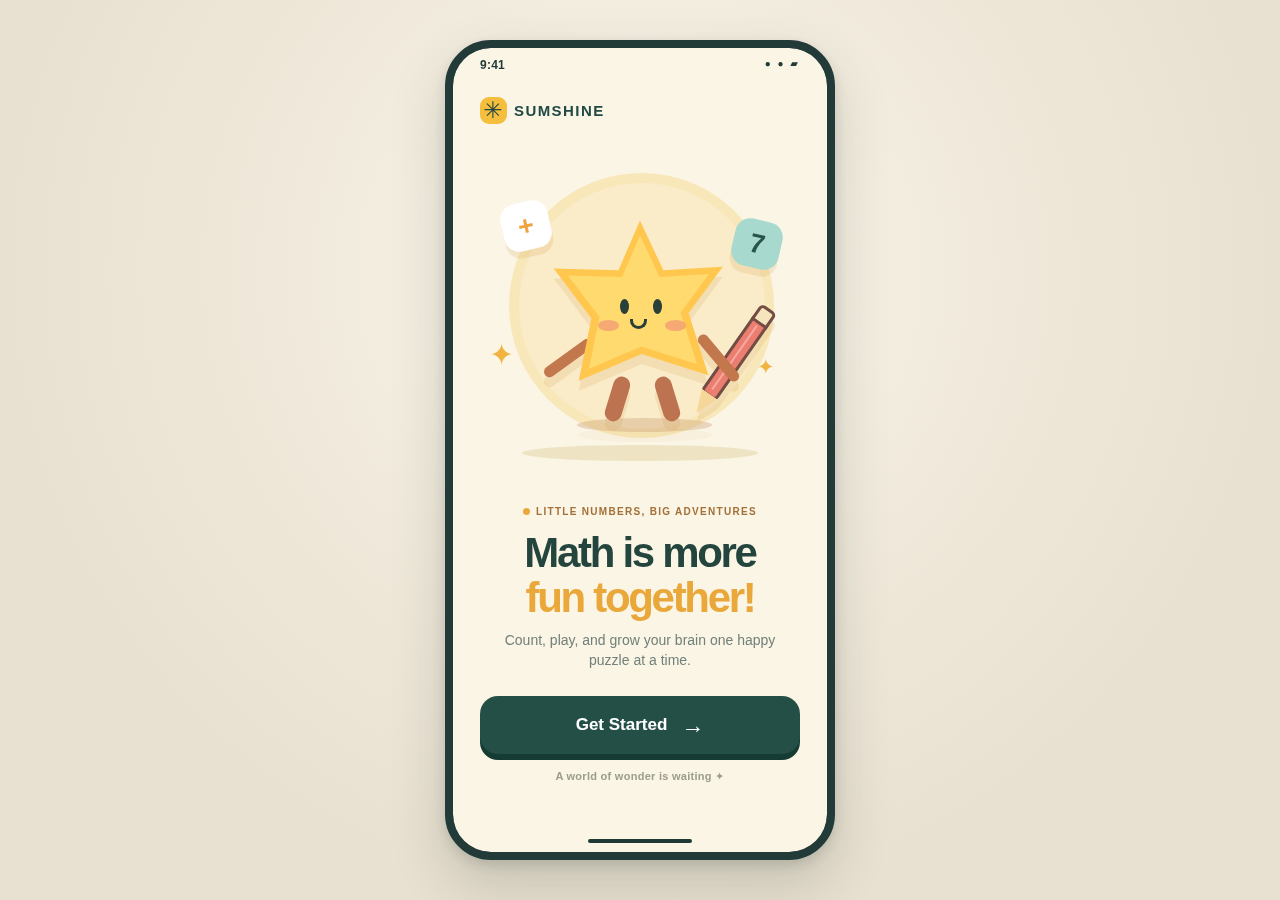 9:41
SUMSHINE
+
7
LITTLE NUMBERS, BIG ADVENTURES
Math is more
fun together!
Count, play, and grow your brain one happy
puzzle at a time.
Get Started →
A world of wonder is waiting ✦